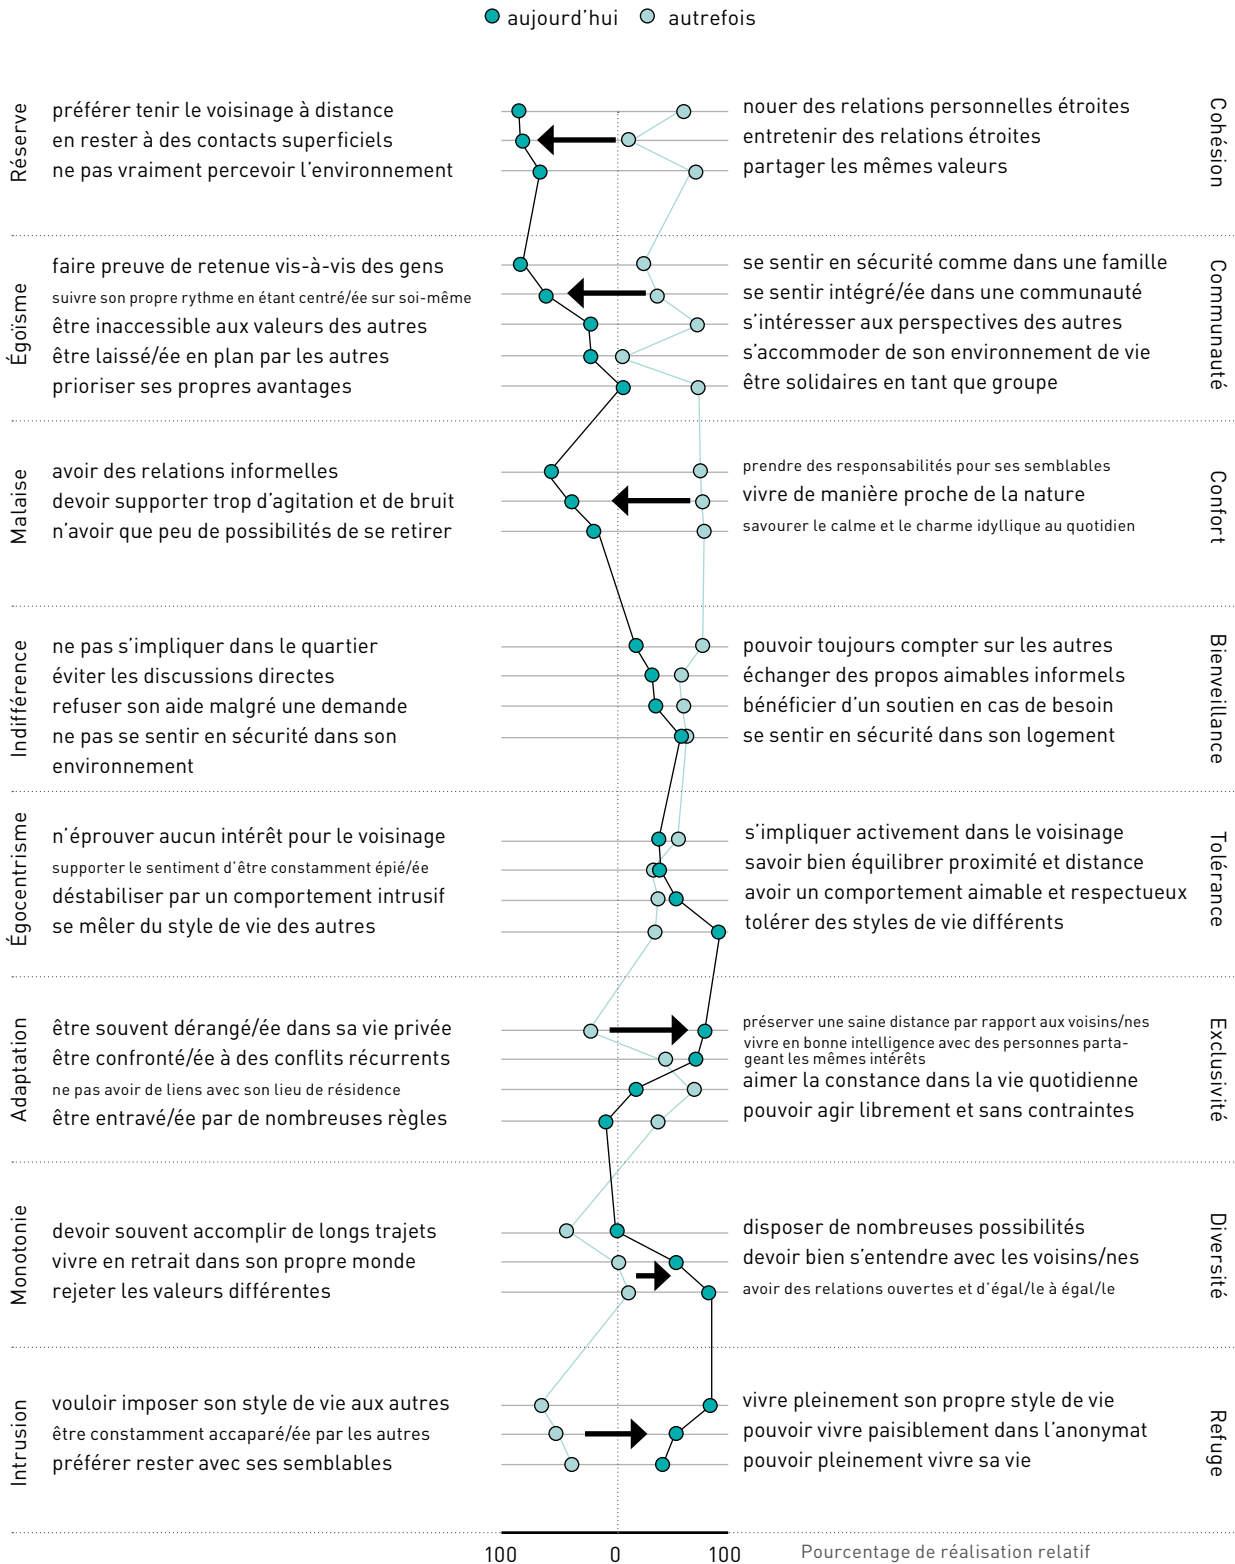 aujourd'hui autrefois
Réserve
préférer tenir le voisinage à distance
en rester à des contacts superficiels
ne pas vraiment percevoir l'environnement
nouer des relations personnelles étroites
entretenir des relations étroites
partager les mêmes valeurs
Cohésion
Égoïsme
faire preuve de retenue vis-à-vis des gens
suivre son propre rythme en étant centré/ée sur soi-même
être inaccessible aux valeurs des autres
être laissé/ée en plan par les autres
prioriser ses propres avantages
se sentir en sécurité comme dans une famille
se sentir intégré/ée dans une communauté
s'intéresser aux perspectives des autres
s'accommoder de son environnement de vie
être solidaires en tant que groupe
Communauté
Malaise
avoir des relations informelles
devoir supporter trop d'agitation et de bruit
n'avoir que peu de possibilités de se retirer
prendre des responsabilités pour ses semblables
vivre de manière proche de la nature
savourer le calme et le charme idyllique au quotidien
Confort
Indifférence
ne pas s'impliquer dans le quartier
éviter les discussions directes
refuser son aide malgré une demande
ne pas se sentir en sécurité dans son
environnement
pouvoir toujours compter sur les autres
échanger des propos aimables informels
bénéficier d'un soutien en cas de besoin
se sentir en sécurité dans son logement
Bienveillance
Égocentrisme
n'éprouver aucun intérêt pour le voisinage
supporter le sentiment d'être constamment épié/ée
déstabiliser par un comportement intrusif
se mêler du style de vie des autres
s'impliquer activement dans le voisinage
savoir bien équilibrer proximité et distance
avoir un comportement aimable et respectueux
tolérer des styles de vie différents
Tolérance
Adaptation
être souvent dérangé/ée dans sa vie privée
être confronté/ée à des conflits récurrents
ne pas avoir de liens avec son lieu de résidence
être entravé/ée par de nombreuses règles
préserver une saine distance par rapport aux voisins/nes
vivre en bonne intelligence avec des personnes parta-
geant les mêmes intérêts
aimer la constance dans la vie quotidienne
pouvoir agir librement et sans contraintes
Exclusivité
Monotonie
devoir souvent accomplir de longs trajets
vivre en retrait dans son propre monde
rejeter les valeurs différentes
disposer de nombreuses possibilités
devoir bien s'entendre avec les voisins/nes
avoir des relations ouvertes et d'égal/le à égal/le
Diversité
Intrusion
vouloir imposer son style de vie aux autres
être constamment accaparé/ée par les autres
préférer rester avec ses semblables
vivre pleinement son propre style de vie
pouvoir vivre paisiblement dans l'anonymat
pouvoir pleinement vivre sa vie
Refuge
100 0 100 Pourcentage de réalisation relatif